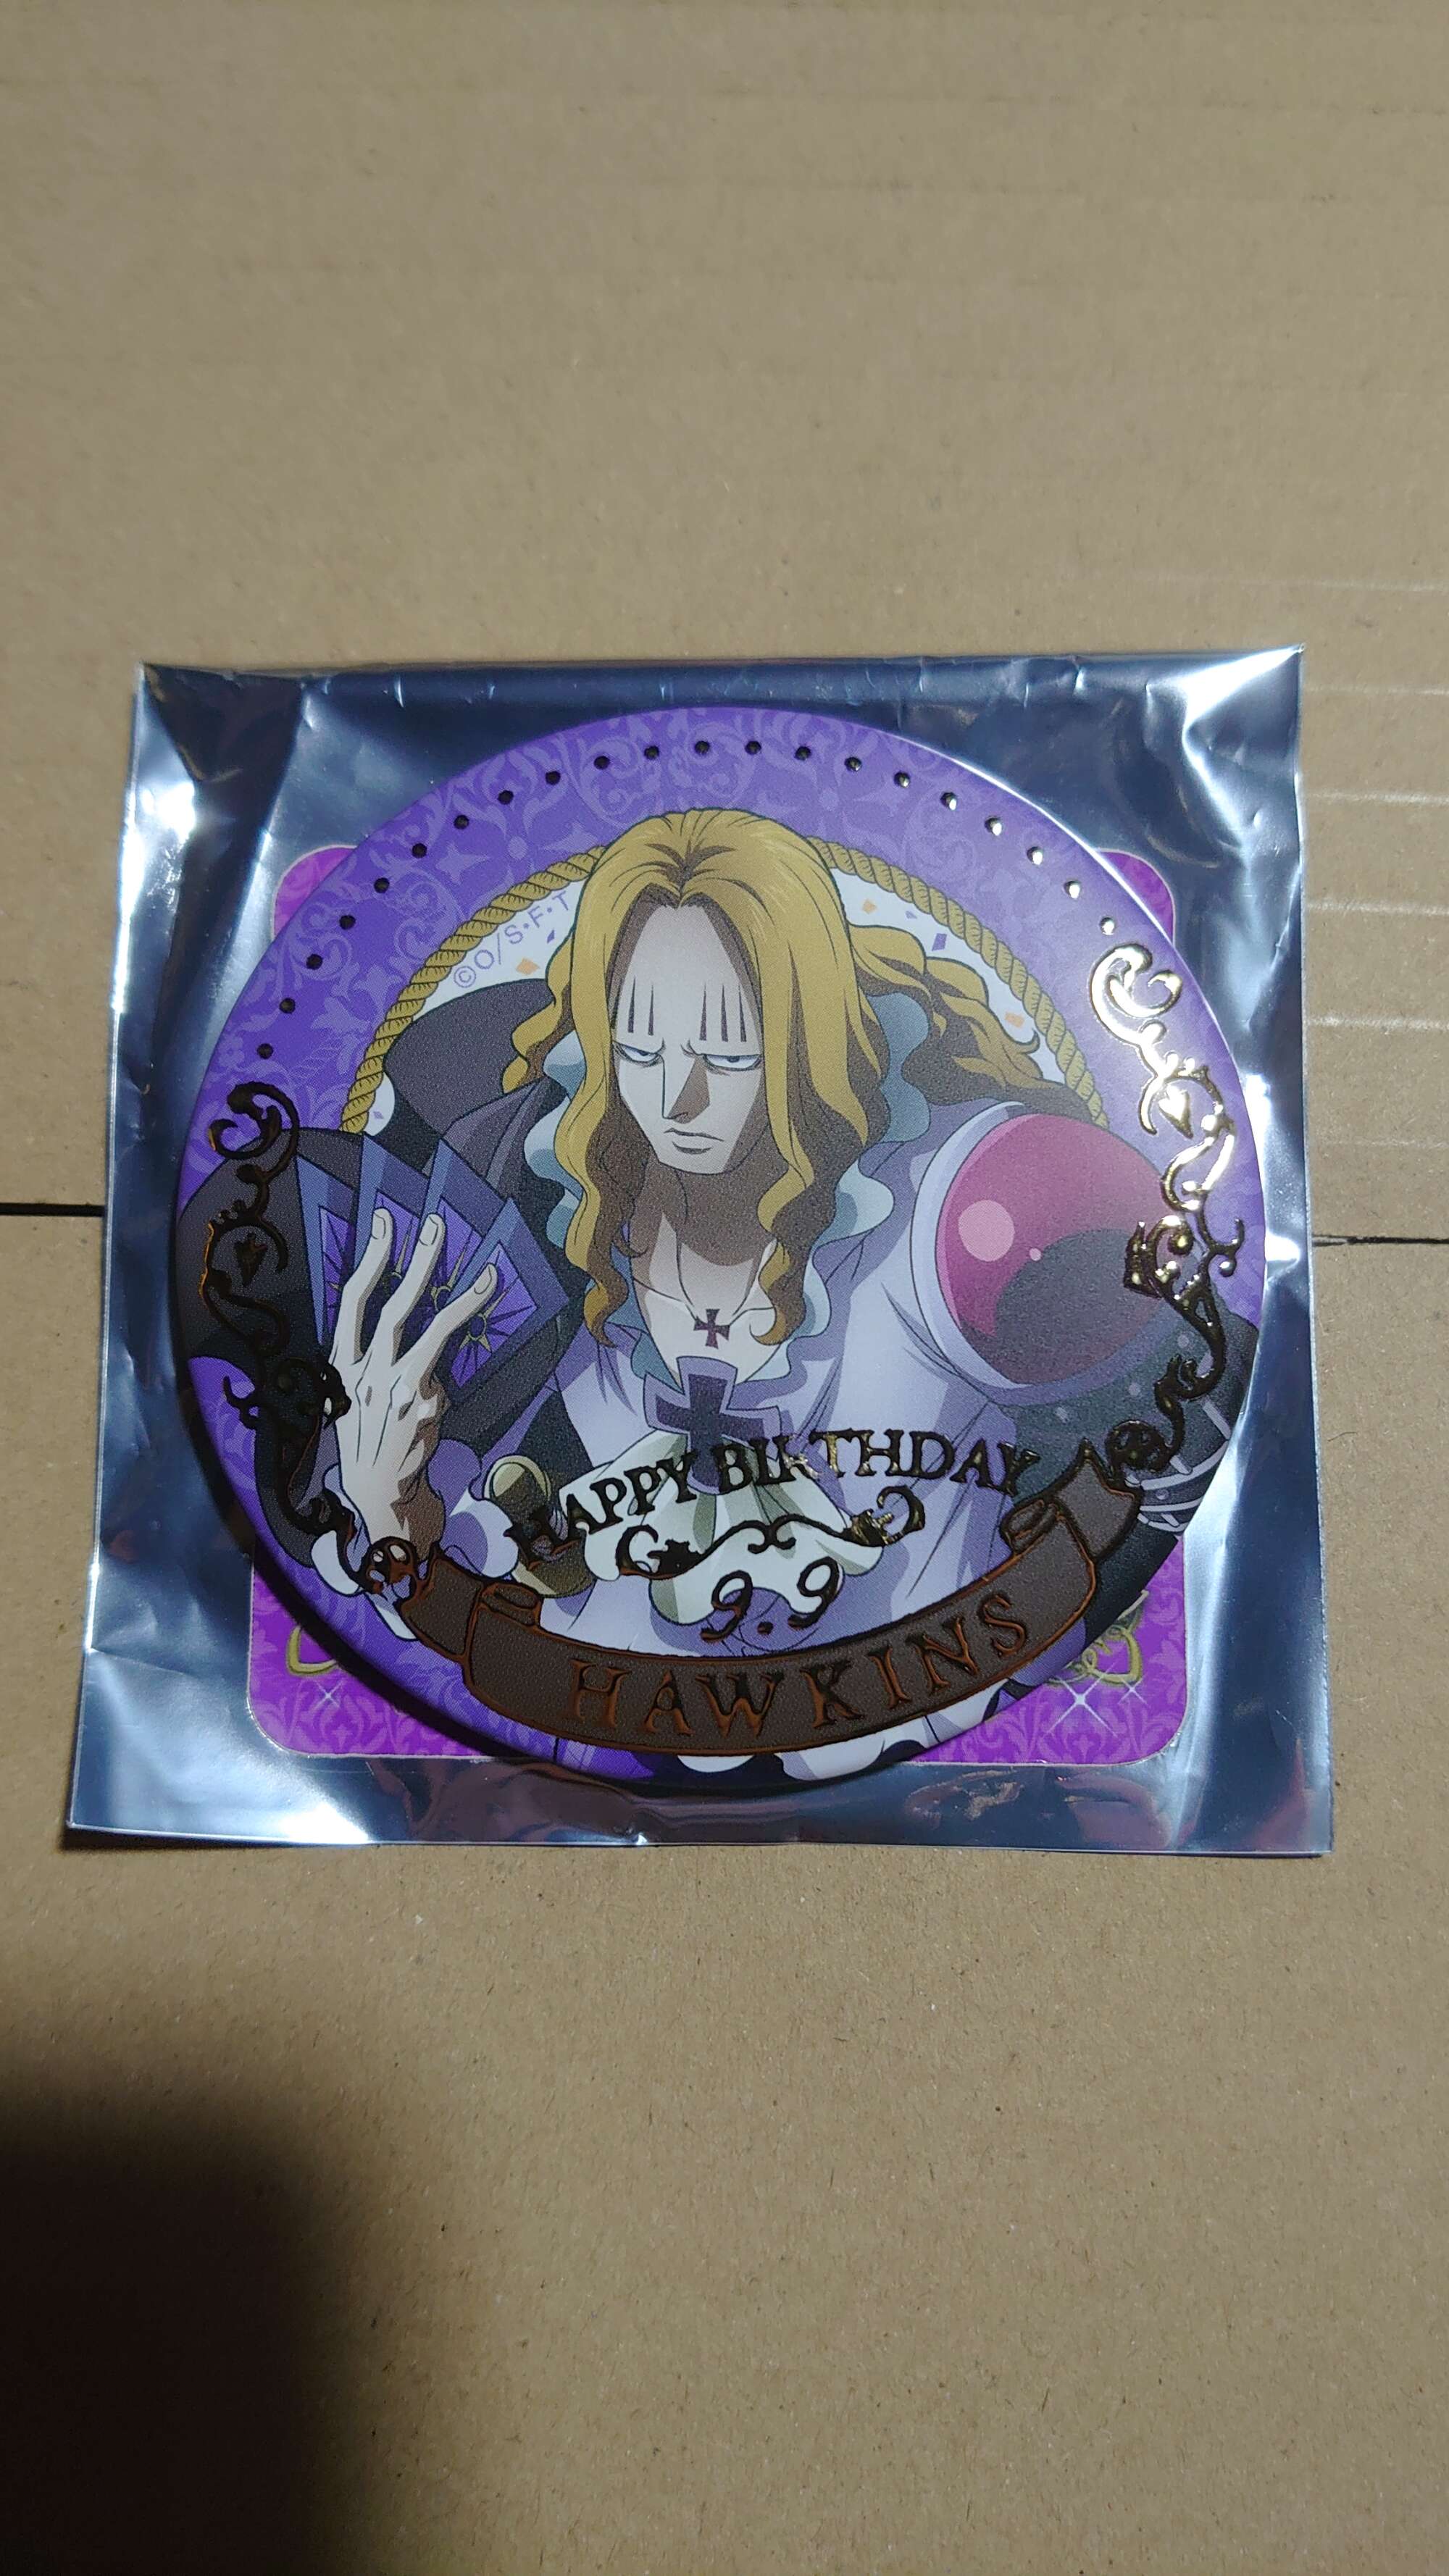 ©O/S・F・T
HAPPY BIRTHDAY
9.9
HAWKINS